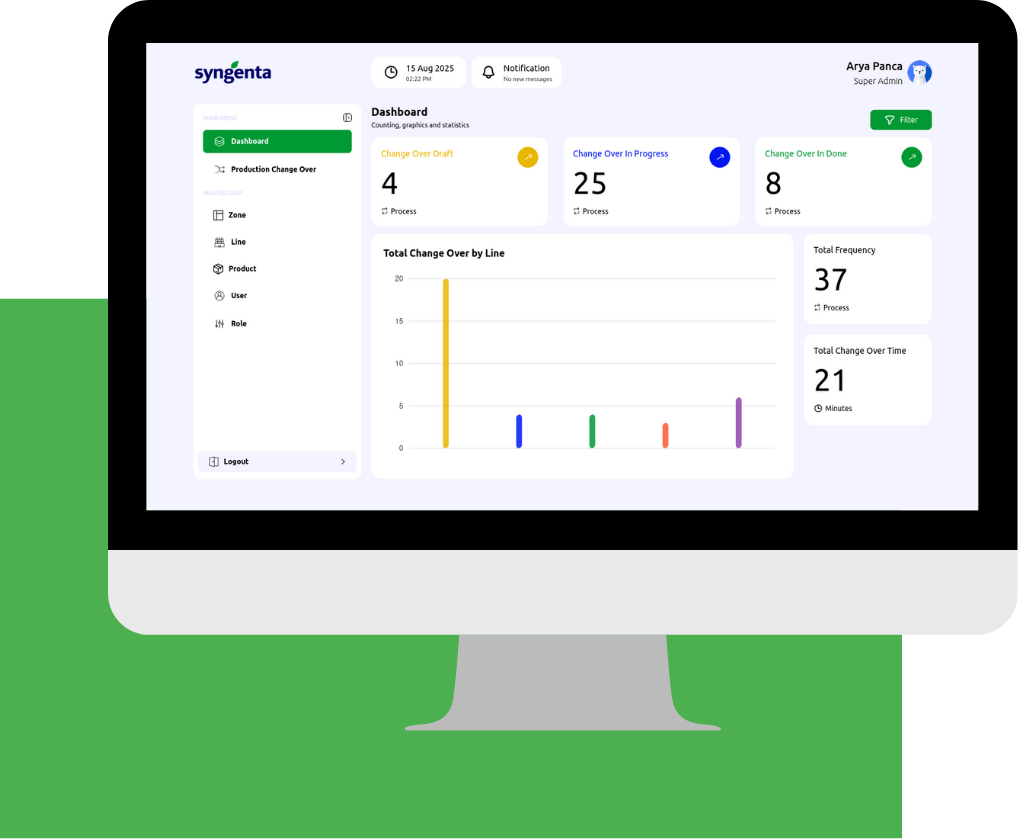 syngenta
15 Aug 2025
02:22 PM
Notification
No new messages
Arya Panca
Super Admin
MAIN MENU
Dashboard
Production Change Over
MASTER DATA
Zone
Line
Product
User
Role
Logout
Dashboard
Counting, graphics and statistics
Filter
Change Over Draft
4
Process
Change Over In Progress
25
Process
Change Over In Done
8
Process
Total Change Over by Line
20
15
10
5
0
Total Frequency
37
Process
Total Change Over Time
21
Minutes